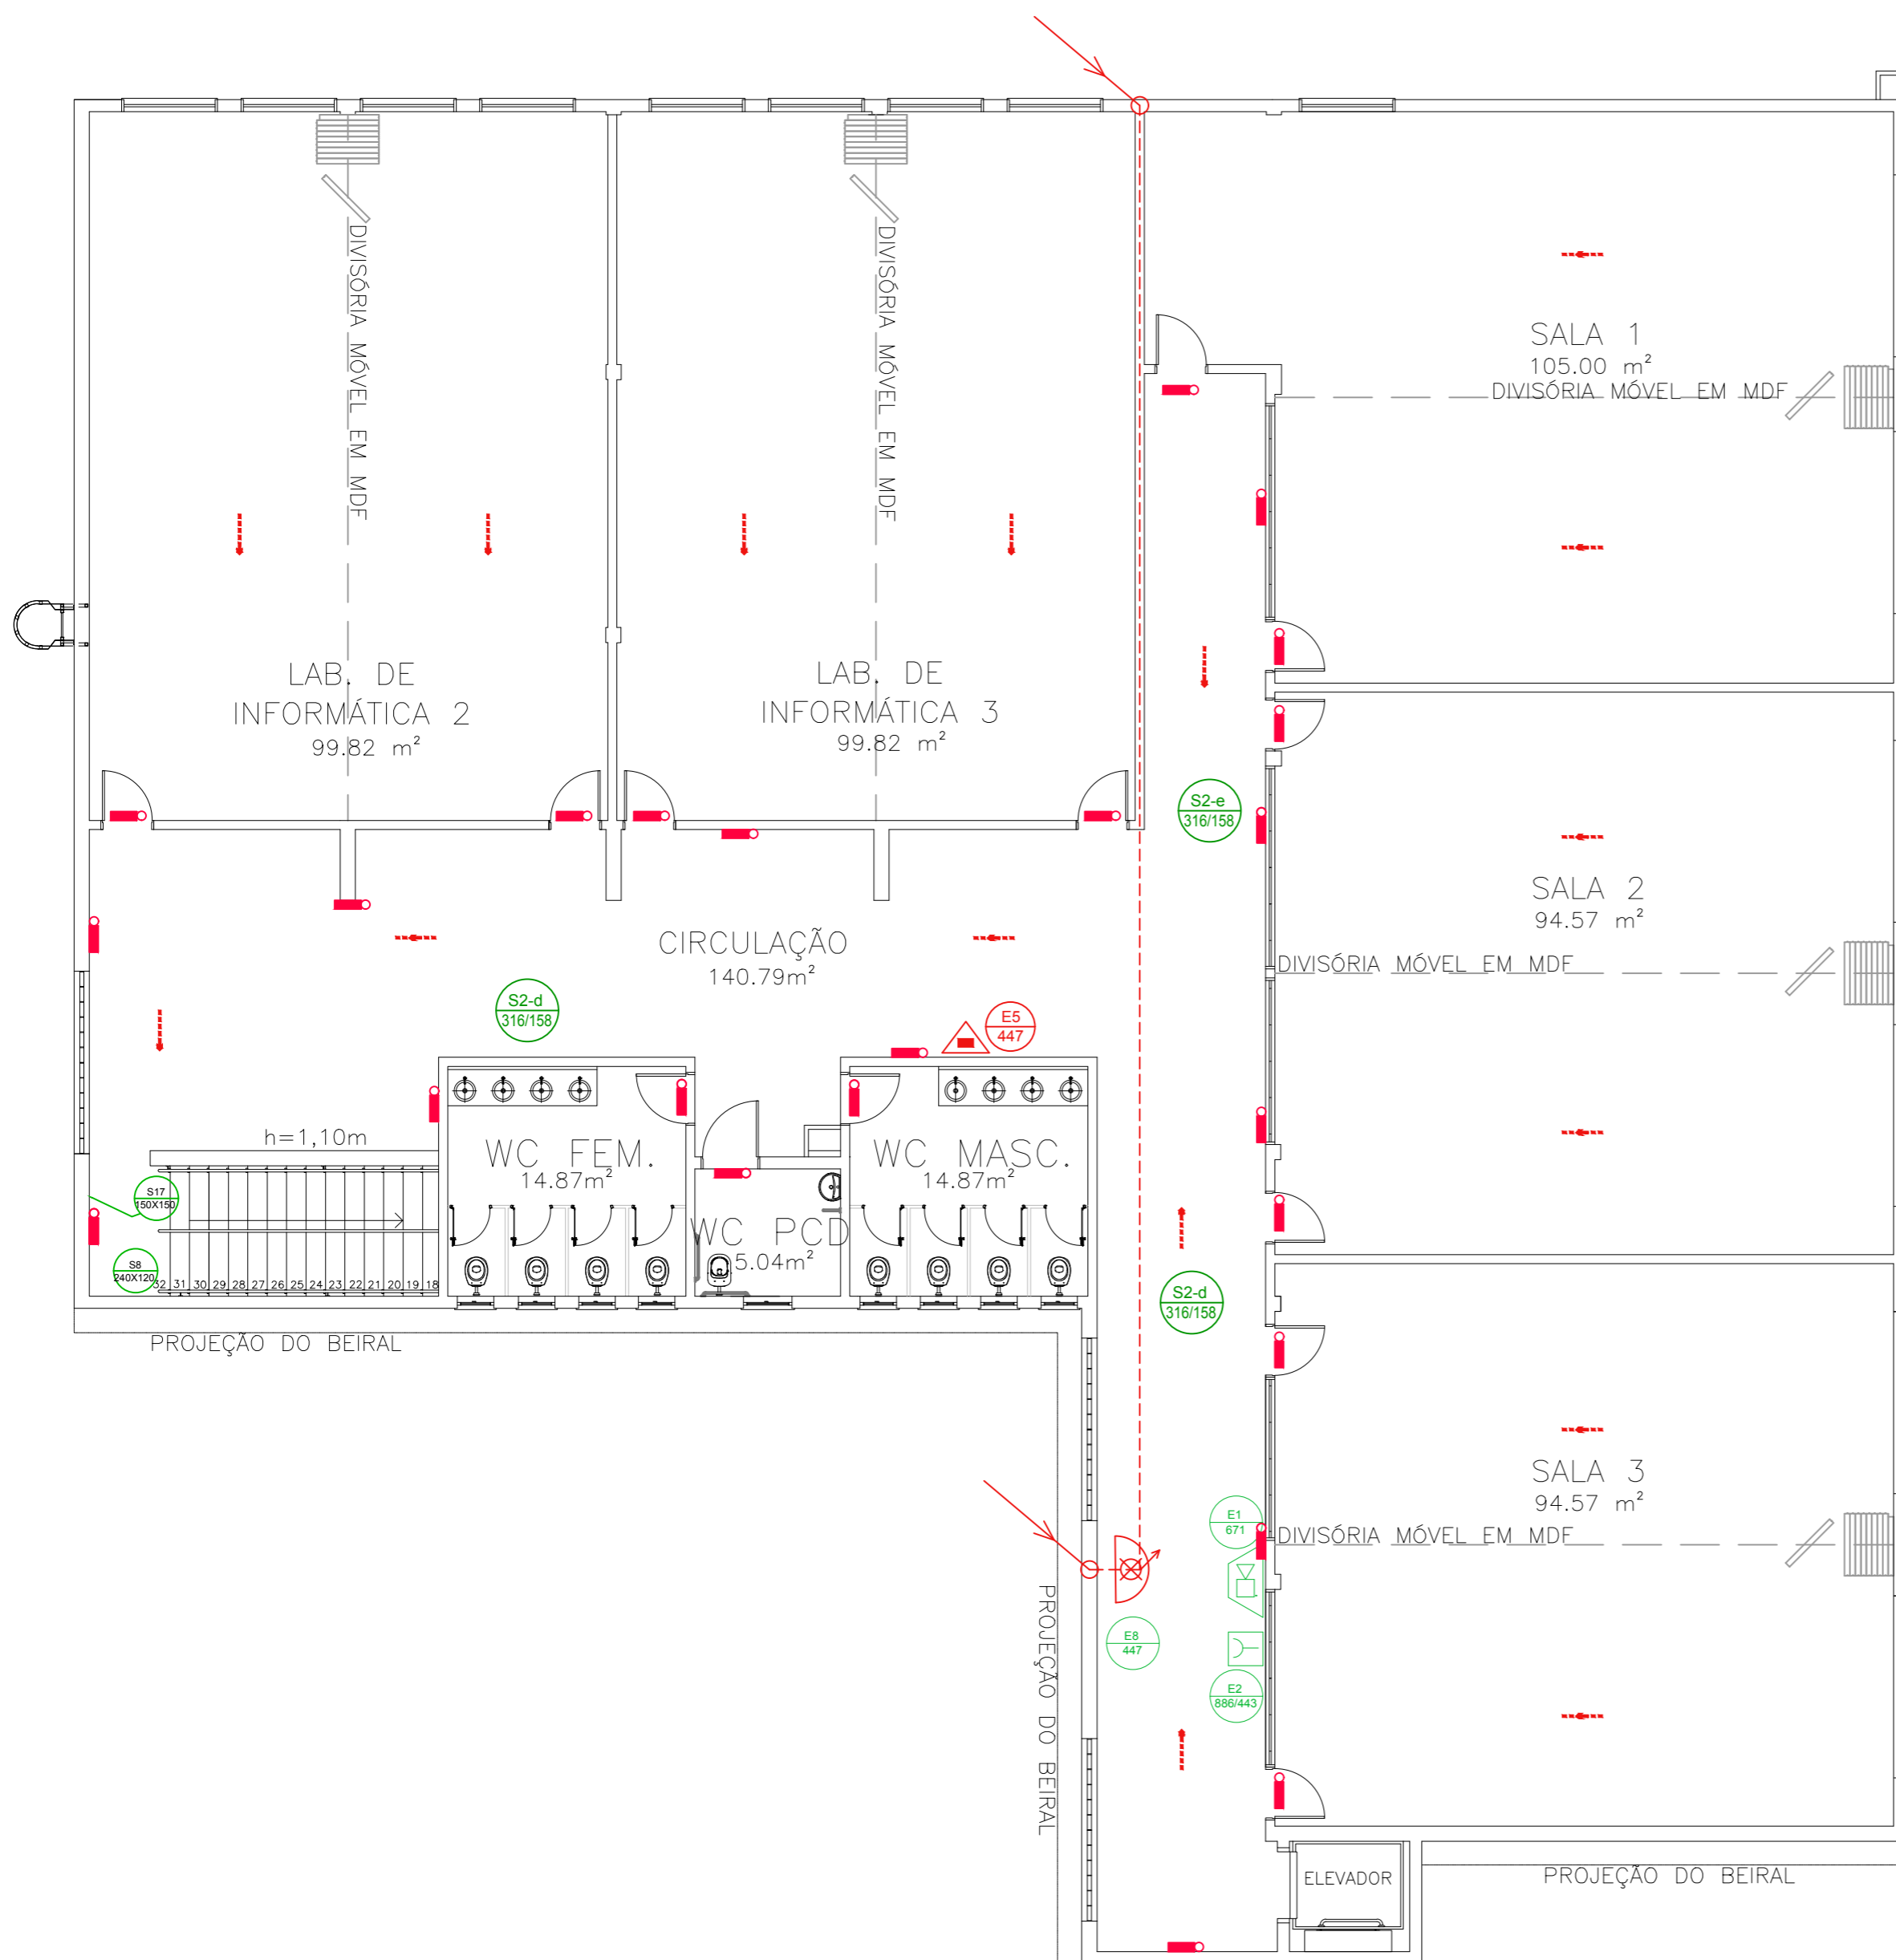 DIVISÓRIA MÓVEL EM MDF
DIVISÓRIA MÓVEL EM MDF
SALA 1
105.00 m²
DIVISÓRIA MÓVEL EM MDF
LAB. DE
INFORMÁTICA 2
99.82 m²
LAB. DE
INFORMÁTICA 3
99.82 m²
S2-e
316/158
SALA 2
94.57 m²
DIVISÓRIA MÓVEL EM MDF
CIRCULAÇÃO
140.79m²
S2-d
316/158
E5
447
h=1,10m
WC FEM.
14.87m²
WC MASC.
14.87m²
S17
150X150
WC PCD
5.04m²
S8
240X120
32 31 30 29 28 27 26 25 24 23 22 21 20 19 18
S2-d
316/158
PROJEÇÃO DO BEIRAL
SALA 3
94.57 m²
E1
671
DIVISÓRIA MÓVEL EM MDF
PROJEÇÃO DO BEIRAL
E8
447
E2
886/443
ELEVADOR
PROJEÇÃO DO BEIRAL